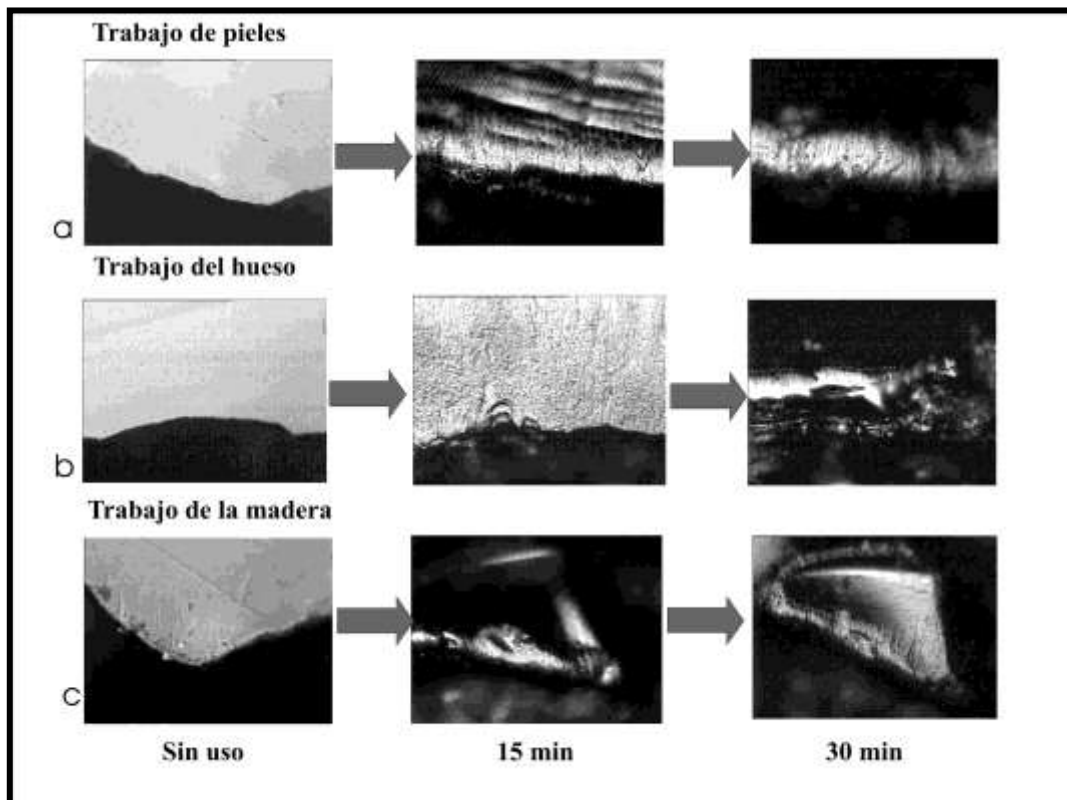 Trabajo de pieles
a
Trabajo del hueso
b
Trabajo de la madera
c
Sin uso 15 min 30 min